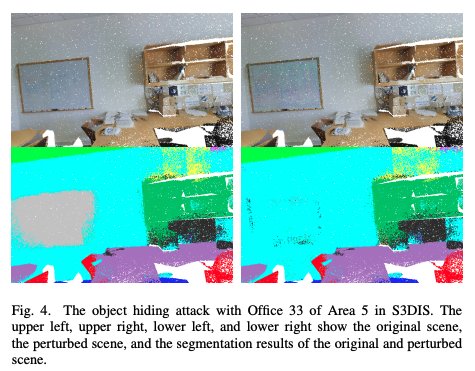 Fig. 4. The object hiding attack with Office 33 of Area 5 in S3DIS. The
upper left, upper right, lower left, and lower right show the original scene,
the perturbed scene, and the segmentation results of the original and perturbed
scene.